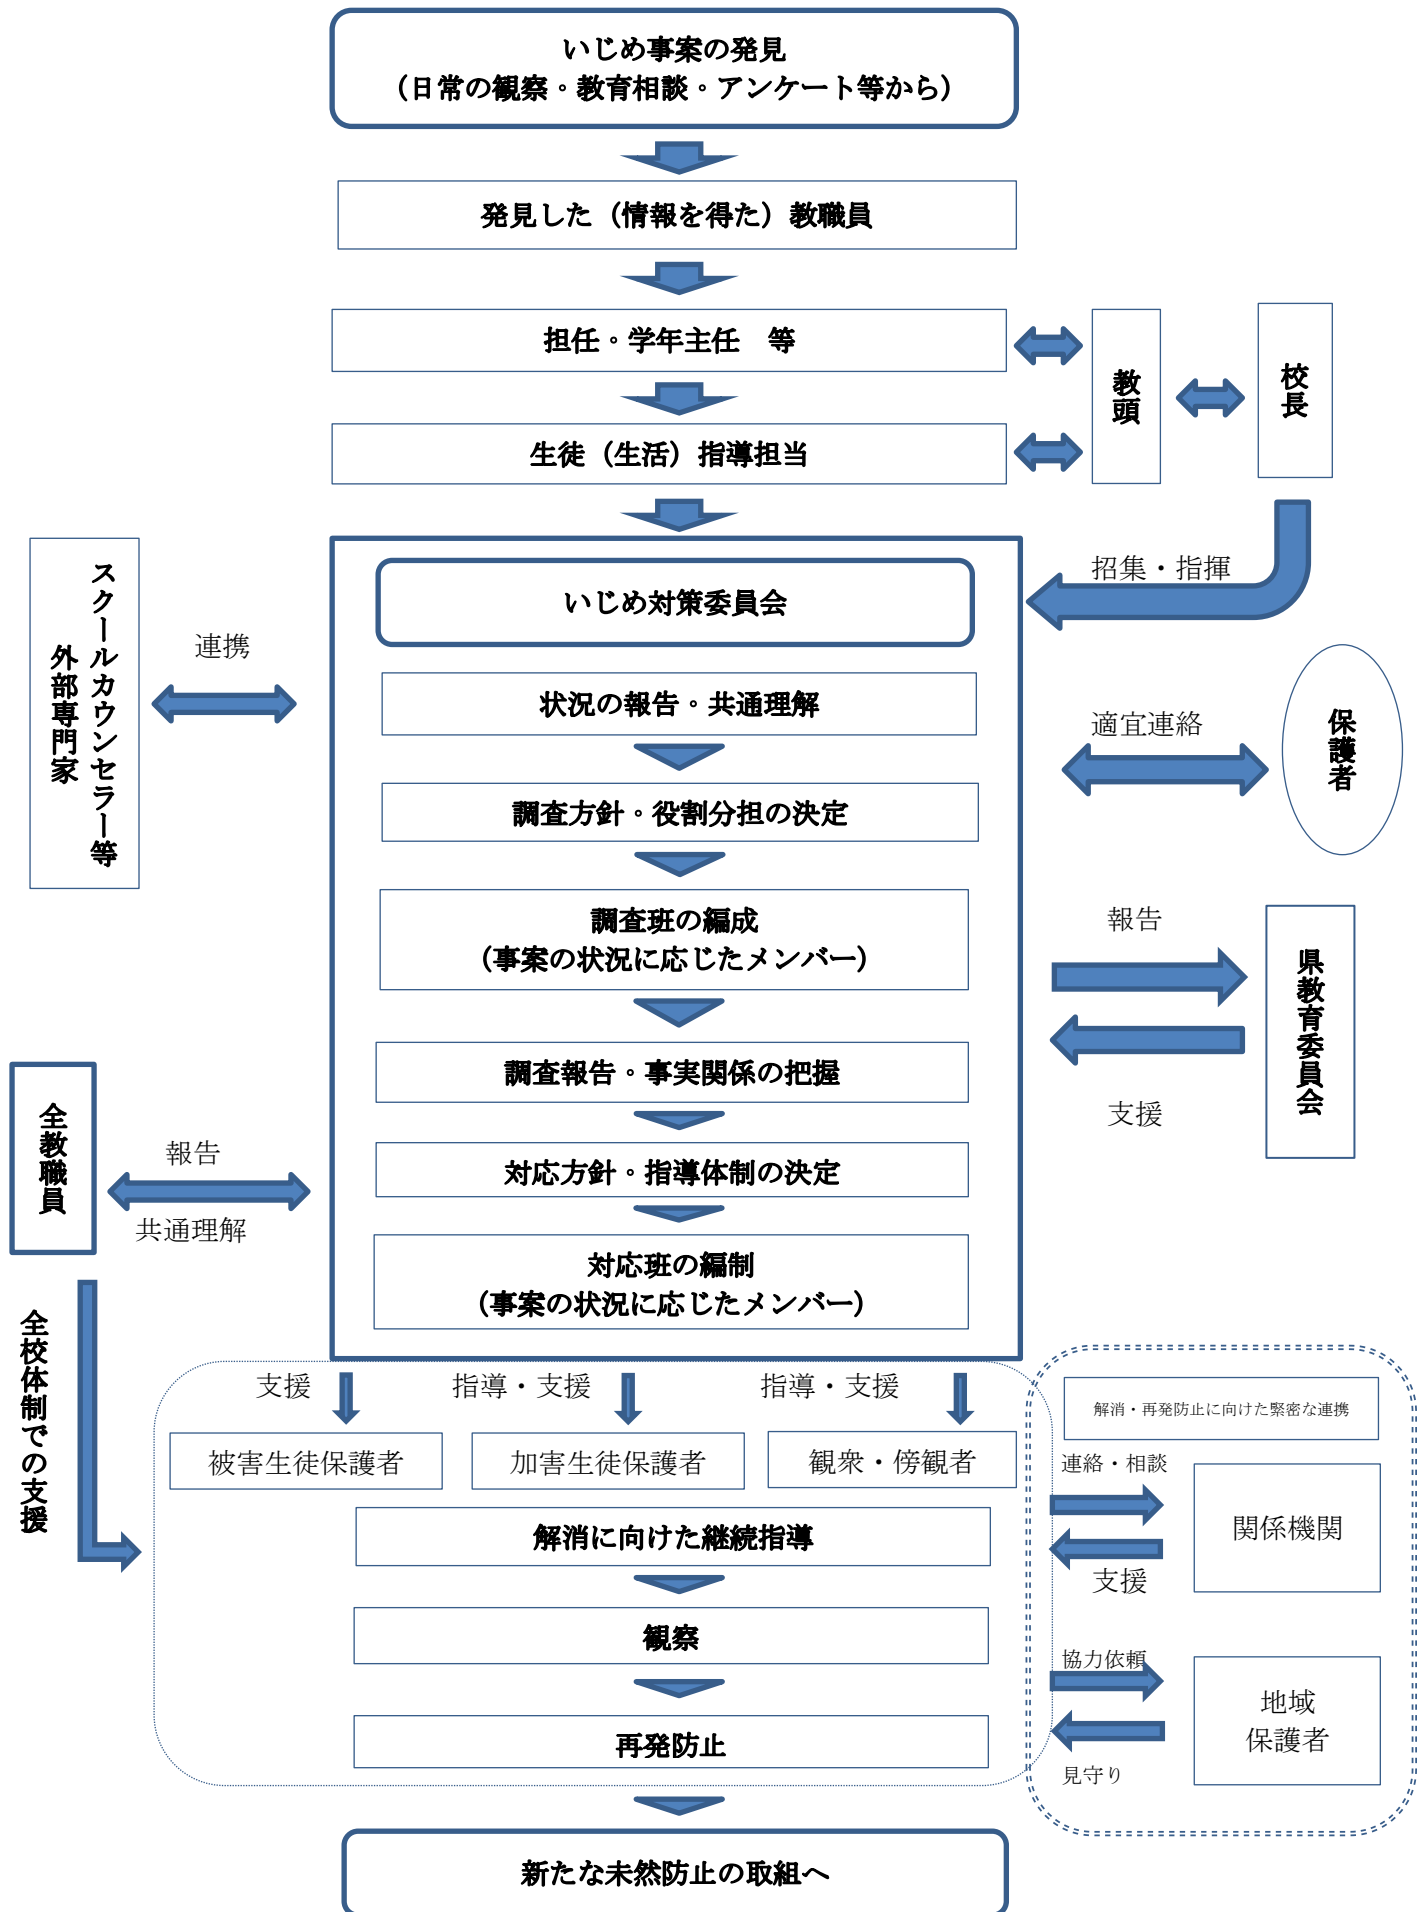 いじめ事案の発見
（日常の観察・教育相談・アンケート等から）
発見した（情報を得た）教職員
担任・学年主任　等
教頭
校長
生徒（生活）指導担当
招集・指揮
いじめ対策委員会
スクールカウンセラー等
外部専門家
連携
状況の報告・共通理解
適宜連絡
保護者
調査方針・役割分担の決定
調査班の編成
（事案の状況に応じたメンバー）
報告
県教育委員会
支援
調査報告・事実関係の把握
全教職員
報告
共通理解
対応方針・指導体制の決定
対応班の編制
（事案の状況に応じたメンバー）
全校体制での支援
支援
指導・支援
指導・支援
被害生徒保護者
加害生徒保護者
観衆・傍観者
解消・再発防止に向けた緊密な連携
連絡・相談
関係機関
支援
解消に向けた継続指導
観察
協力依頼
地域
保護者
見守り
再発防止
新たな未然防止の取組へ